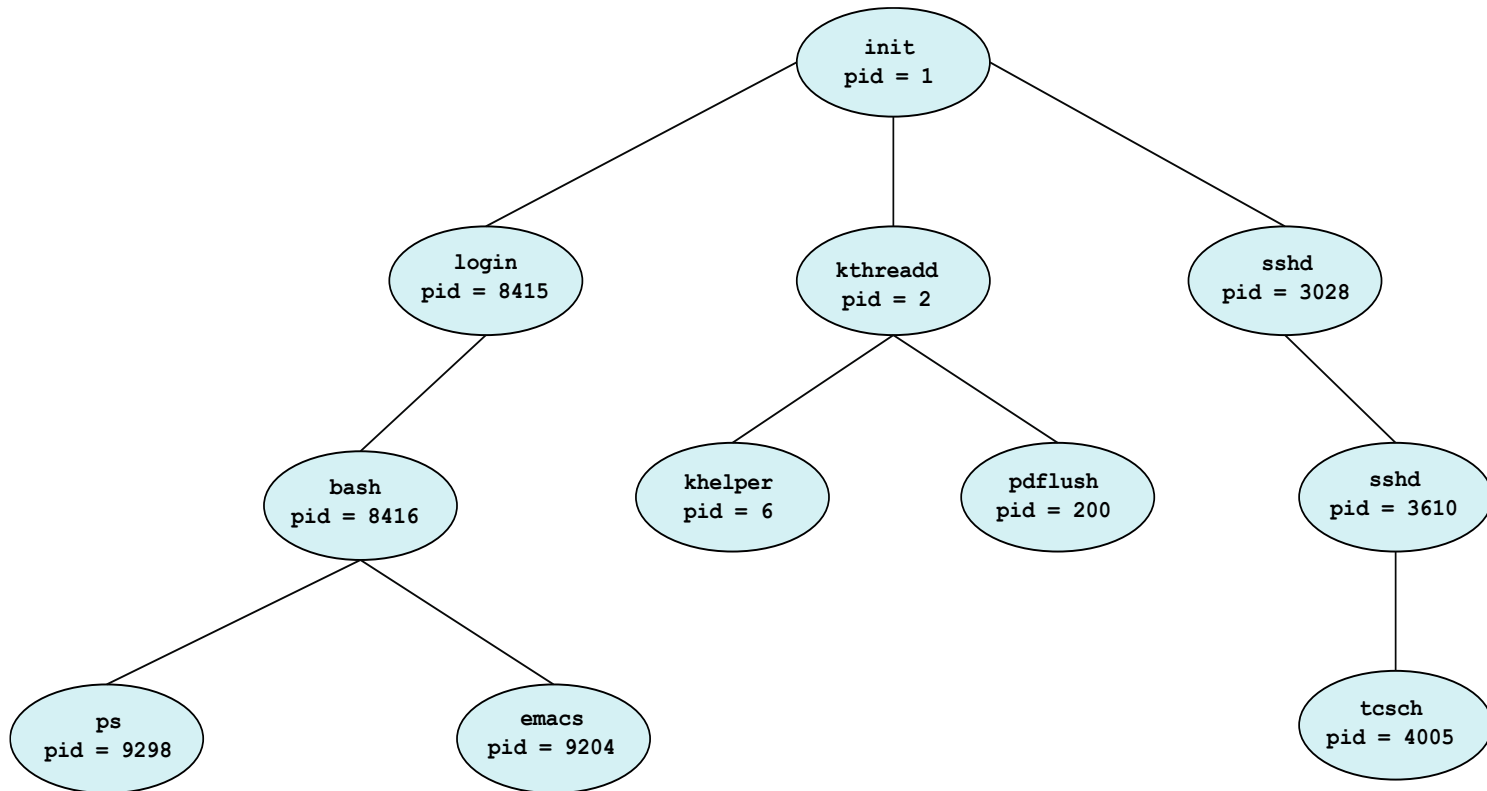 init
pid = 1
login
pid = 8415
kthreadd
pid = 2
sshd
pid = 3028
bash
pid = 8416
khelper
pid = 6
pdflush
pid = 200
sshd
pid = 3610
ps
pid = 9298
emacs
pid = 9204
tcsch
pid = 4005